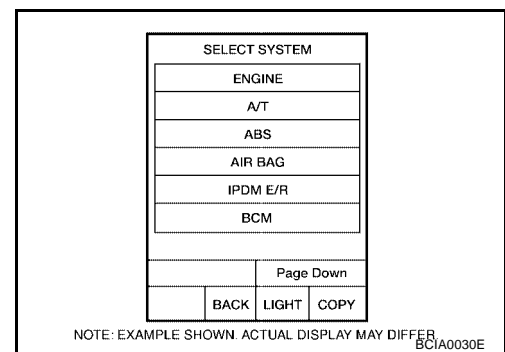 SELECT SYSTEM
ENGINE
A/T
ABS
AIR BAG
IPDM E/R
BCM
Page Down
BACK LIGHT COPY
NOTE: EXAMPLE SHOWN. ACTUAL DISPLAY MAY DIFFER.
BCIA0030E